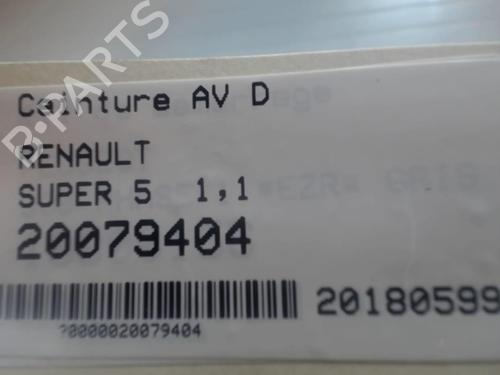 B-PARTS
Ceinture AV D
RENAULT
SUPER 5 1,1
20079404
20180599
?0000020079404